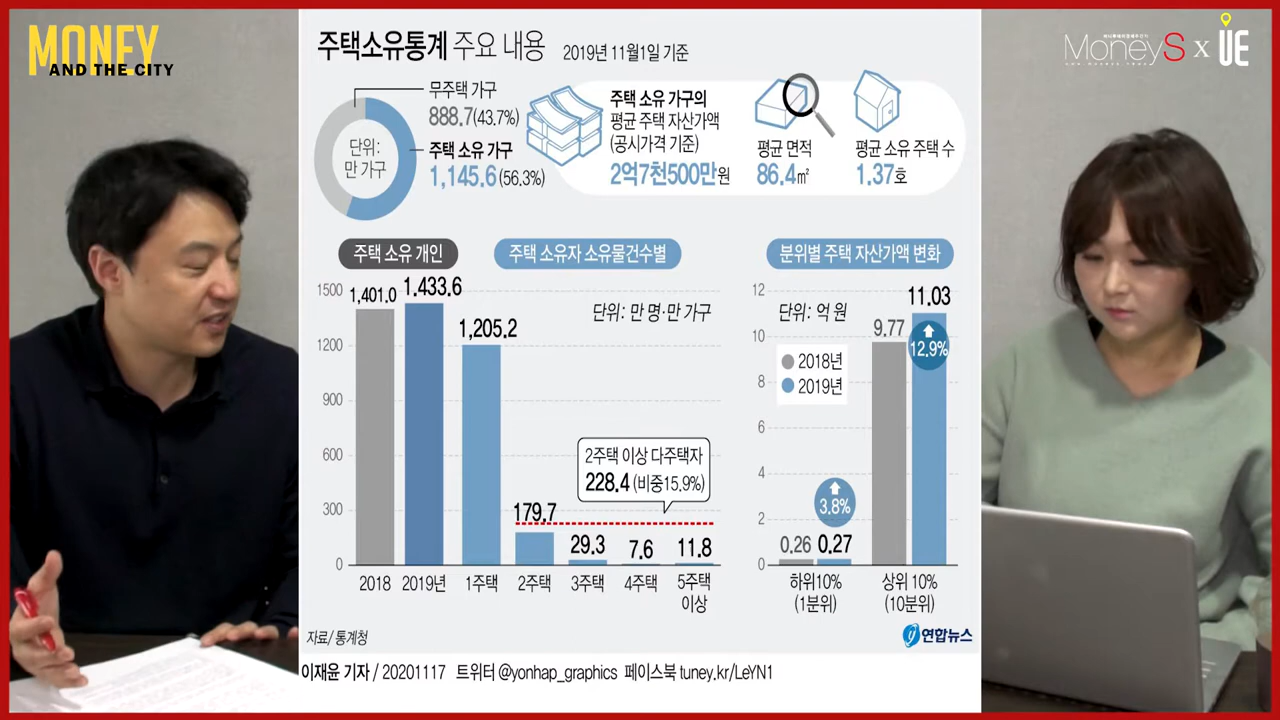 MONEY
AND THE CITY
MoneyS x UE
주택소유통계 주요 내용 2019년 11월1일 기준
무주택 가구
888.7(43.7%)
단위:
만 가구
주택 소유 가구
1,145.6 (56.3%)
주택 소유 가구의
평균 주택 자산가액
(공시가격 기준)
2억7천500만원
평균 면적
86.4㎡
평균 소유 주택 수
1.37호
주택 소유 개인
주택 소유자 소유물건수별
단위: 만 명·만 가구
1500
1200
900
600
300
0
1,401.0
1,433.6
1,205.2
179.7
29.3
7.6
11.8
2주택 이상 다주택자
228.4 (비중15.9%)
2018
2019년
1주택
2주택
3주택
4주택
5주택
이상
분위별 주택 자산가액 변화
단위: 억 원
12
10
8
6
4
2
0
2018년
2019년
0.26
0.27
3.8%
9.77
11.03
12.9%
하위10%
(1분위)
상위 10%
(10분위)
자료/ 통계청
연합뉴스
이재윤 기자 / 20201117 트위터 @yonhap_graphics 페이스북 tuney.kr/LeYN1